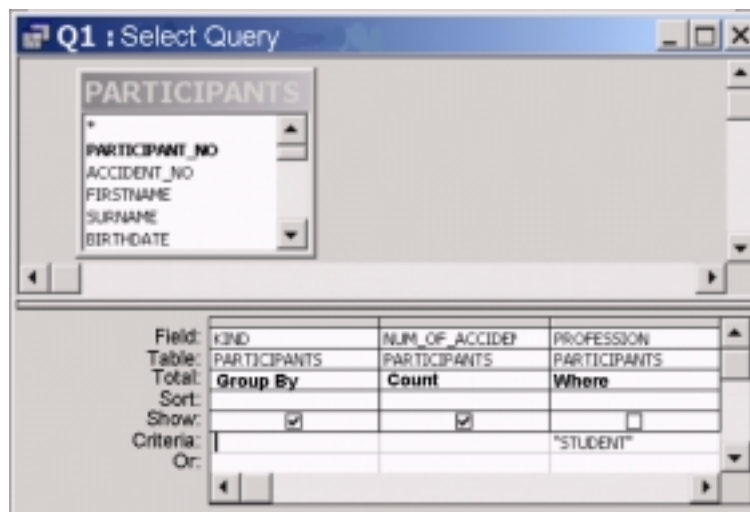 Q1 : Select Query
PARTICIPANTS
*
PARTICIPANT_NO
ACCIDENT_NO
FIRSTNAME
SURNAME
BIRTHDATE
Field: KIND NUM_OF_ACCIDEN PROFESSION
Table: PARTICIPANTS PARTICIPANTS PARTICIPANTS
Total: Group By Count Where
Sort:
Show:
Criteria: "STUDENT"
Or: